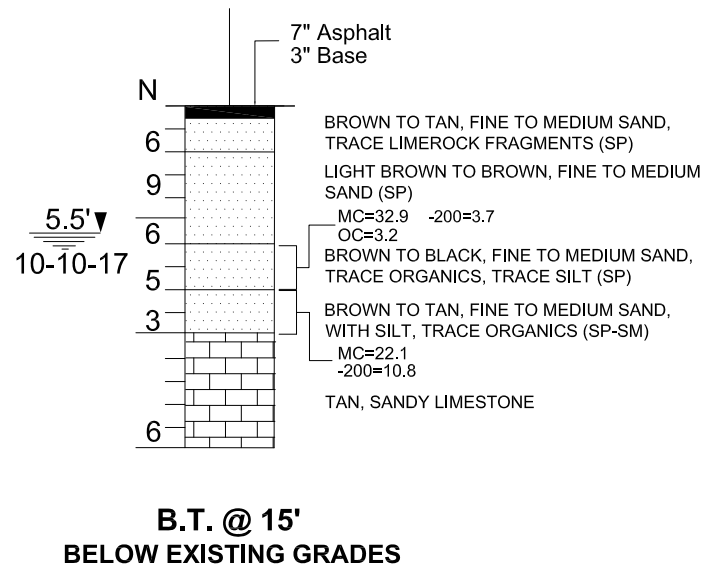 7" Asphalt
3" Base
N
BROWN TO TAN, FINE TO MEDIUM SAND,
TRACE LIMEROCK FRAGMENTS (SP)
6
LIGHT BROWN TO BROWN, FINE TO MEDIUM
SAND (SP)
9
MC=32.9 -200=3.7
OC=3.2
5.5'
10-10-17
6
BROWN TO BLACK, FINE TO MEDIUM SAND,
TRACE ORGANICS, TRACE SILT (SP)
5
BROWN TO TAN, FINE TO MEDIUM SAND,
WITH SILT, TRACE ORGANICS (SP-SM)
3
MC=22.1
-200=10.8
TAN, SANDY LIMESTONE
6
B.T. @ 15'
BELOW EXISTING GRADES